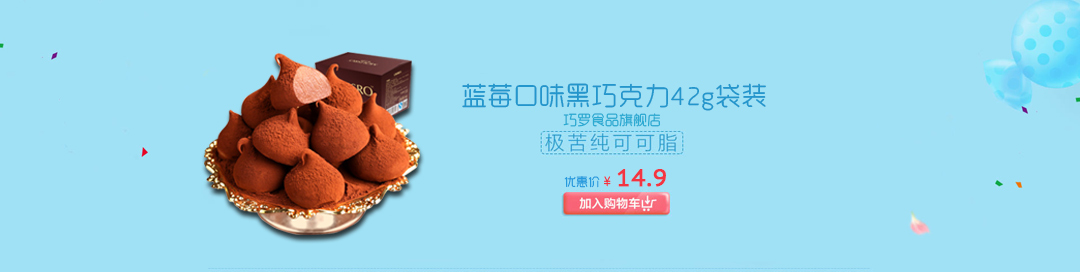 蓝莓口味黑巧克力42g袋装
巧罗食品旗舰店
极苦纯可可脂
优惠价 ¥ 14.9
加入购物车